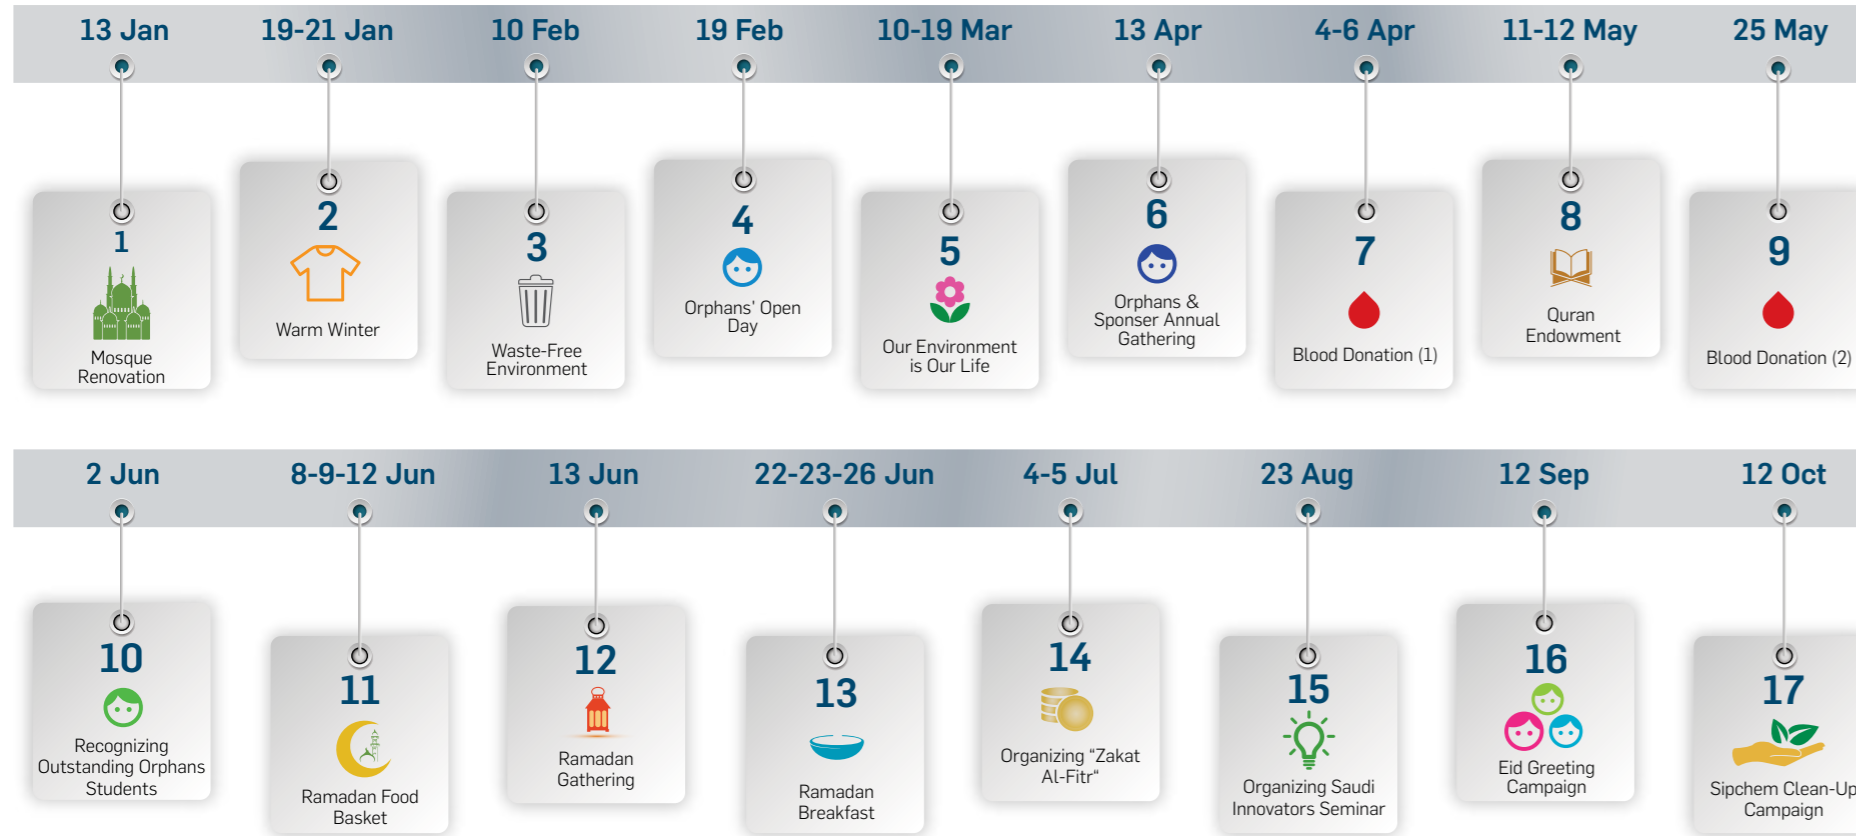 13 Jan
19-21 Jan
10 Feb
19 Feb
10-19 Mar
13 Apr
4-6 Apr
11-12 May
25 May
1
Mosque
Renovation
2
Warm Winter
3
Waste-Free
Environment
4
Orphans' Open
Day
5
Our Environment
is Our Life
6
Orphans &
Sponser Annual
Gathering
7
Blood Donation (1)
8
Quran
Endowment
9
Blood Donation (2)
2 Jun
8-9-12 Jun
13 Jun
22-23-26 Jun
4-5 Jul
23 Aug
12 Sep
12 Oct
10
Recognizing
Outstanding Orphans
Students
11
Ramadan Food
Basket
12
Ramadan
Gathering
13
Ramadan
Breakfast
14
Organizing “Zakat
Al-Fitr“
15
Organizing Saudi
Innovators Seminar
16
Eid Greeting
Campaign
17
Sipchem Clean-Up
Campaign